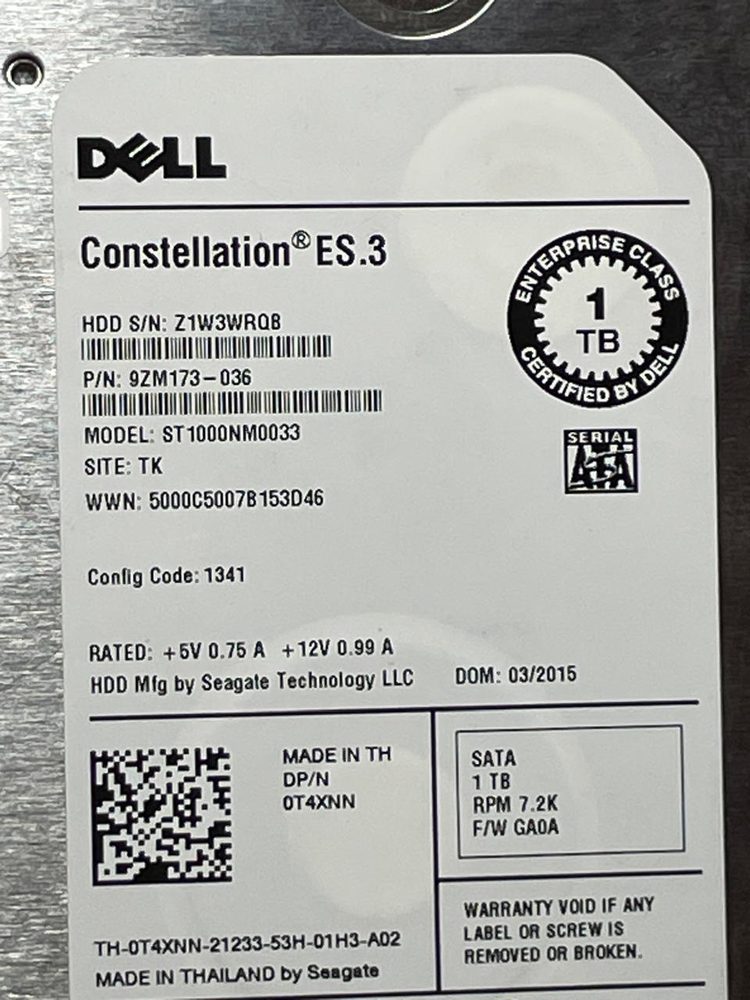 DELL
Constellation® ES.3
ENTERPRISE CLASS
1
TB
CERTIFIED BY DELL
HDD S/N: Z1W3WRQB
P/N: 9ZM173-036
MODEL: ST1000NM0033
SERIAL
ATA
SITE: TK
WWN: 5000C5007B153D46
Config Code: 1341
RATED: +5V 0.75 A +12V 0.99 A
HDD Mfg by Seagate Technology LLC
DOM: 03/2015
MADE IN TH
DP/N
0T4XNN
SATA
1 TB
RPM 7.2K
F/W GA0A
TH-0T4XNN-21233-53H-01H3-A02
MADE IN THAILAND by Seagate
WARRANTY VOID IF ANY
LABEL OR SCREW IS
REMOVED OR BROKEN.